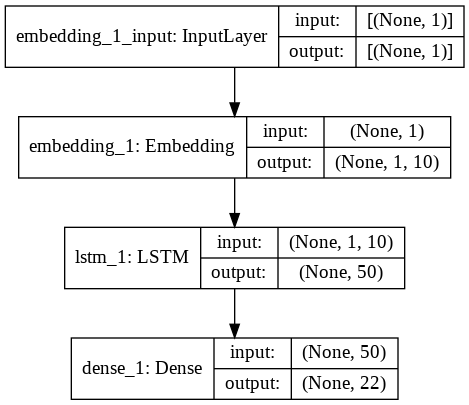 embedding_1_input: InputLayer
input: [(None, 1)]
output: [(None, 1)]
embedding_1: Embedding
input: (None, 1)
output: (None, 1, 10)
lstm_1: LSTM
input: (None, 1, 10)
output: (None, 50)
dense_1: Dense
input: (None, 50)
output: (None, 22)